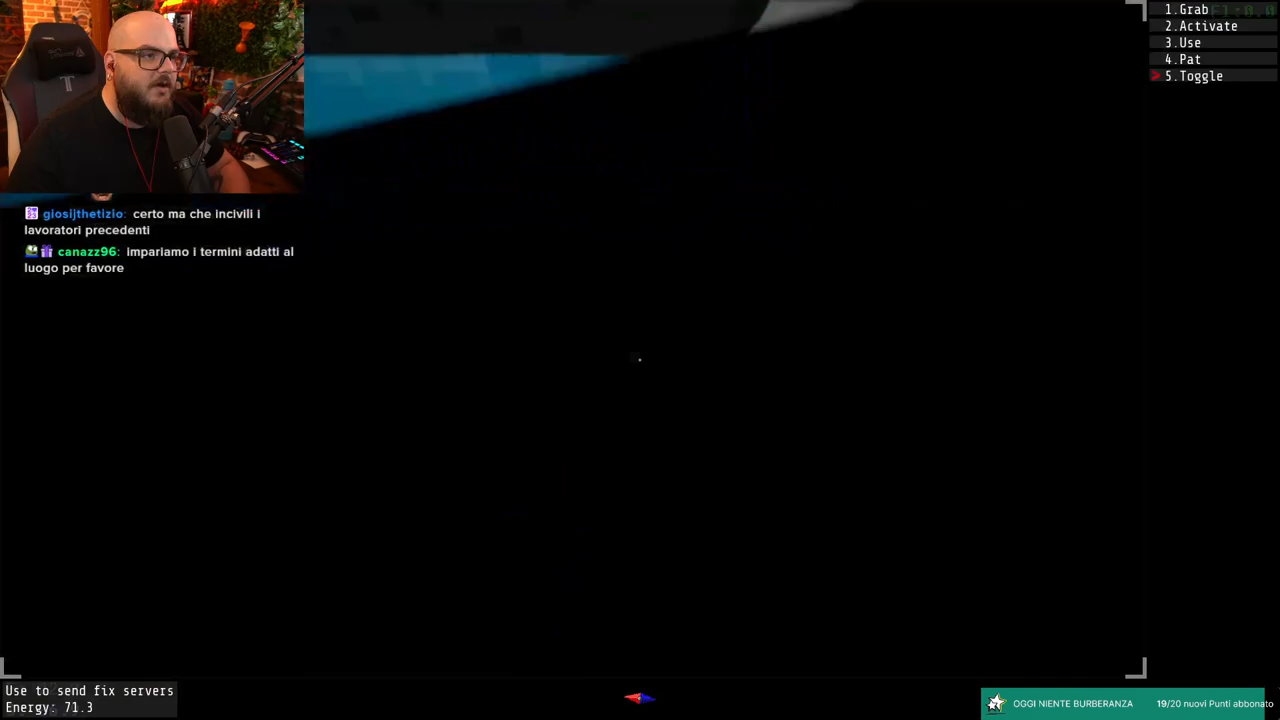 1.Grab
2.Activate
3.Use
4.Pat
> 5.Toggle
giosijthetizio: certo ma che incivili i
lavoratori precedenti
canazz96: impariamo i termini adatti al
luogo per favore
Use to send fix servers
Energy: 71.3
OGGI NIENTE BURBERANZA 19/20 nuovi Punti abbonato